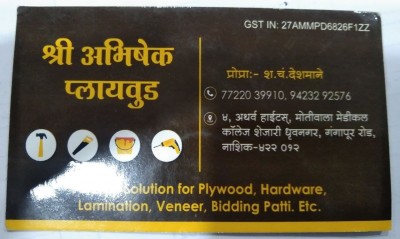 GST IN: 27AMMPD6826F1ZZ
श्री अभिषेक
प्लायवुड
प्रोप्रा:- श.चं.देशमाने
77220 39910, 94232 92576
४, अथर्व हाईटस्, मोतीवाला मेडीकल
कॉलेज शेजारी धृवनगर, गंगापूर रोड,
नाशिक-४२२ ०१२
Solution for Plywood, Hardware,
Lamination, Veneer, Bidding Patti. Etc.